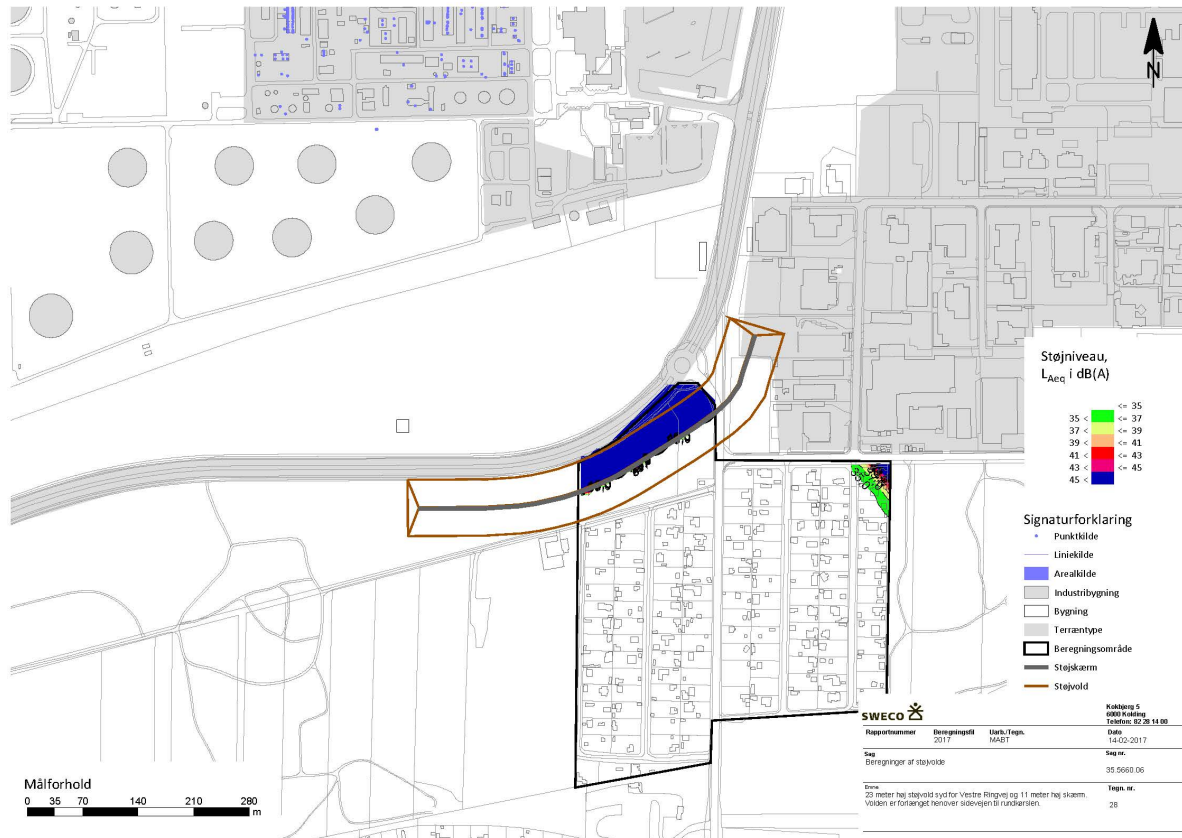 N
Støjniveau,
LAeq i dB(A)
<= 35
35 < <= 37
37 < <= 39
39 < <= 41
41 < <= 43
43 < <= 45
45 <
Signaturforklaring
Punktkilde
Liniekilde
Arealkilde
Industribygning
Bygning
Terræntype
Beregningsområde
Støjskærm
Støjvold
Målforhold
0 35 70 140 210 280
m
SWECO
Kokbjerg 5
6000 Kolding
Telefon: 82 28 14 00
Rapportnummer Beregningsfil Uarb./Tegn. Dato
2017 MABT 14-02-2017
Sag Sag nr.
Beregninger af støjvolde
35.5660.06
Emne Tegn. nr.
23 meter høj støjvold syd for Vestre Ringvej og 11 meter høj skærm.
Volden er forlænget henover sidevejen til rundkørslen.
28